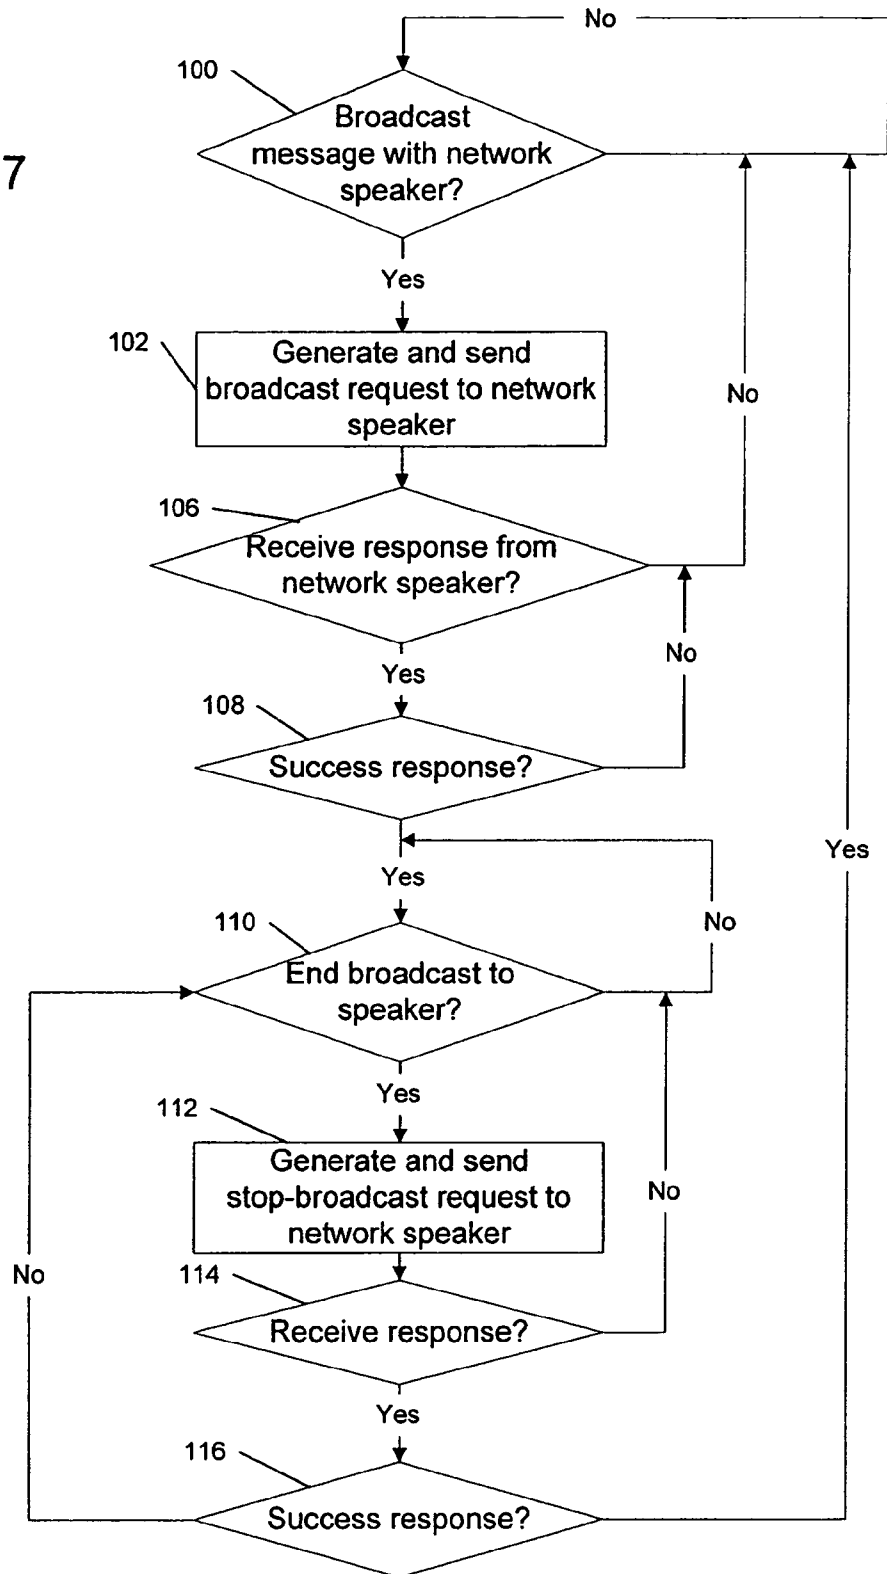 No
100
Broadcast
message with network
speaker?
7
Yes
102
Generate and send
broadcast request to network
speaker
No
106
Receive response from
network speaker?
No
Yes
108
Success response?
Yes
Yes
No
110
End broadcast to
speaker?
Yes
112
Generate and send
stop-broadcast request to
network speaker
No
No
114
Receive response?
Yes
116
Success response?